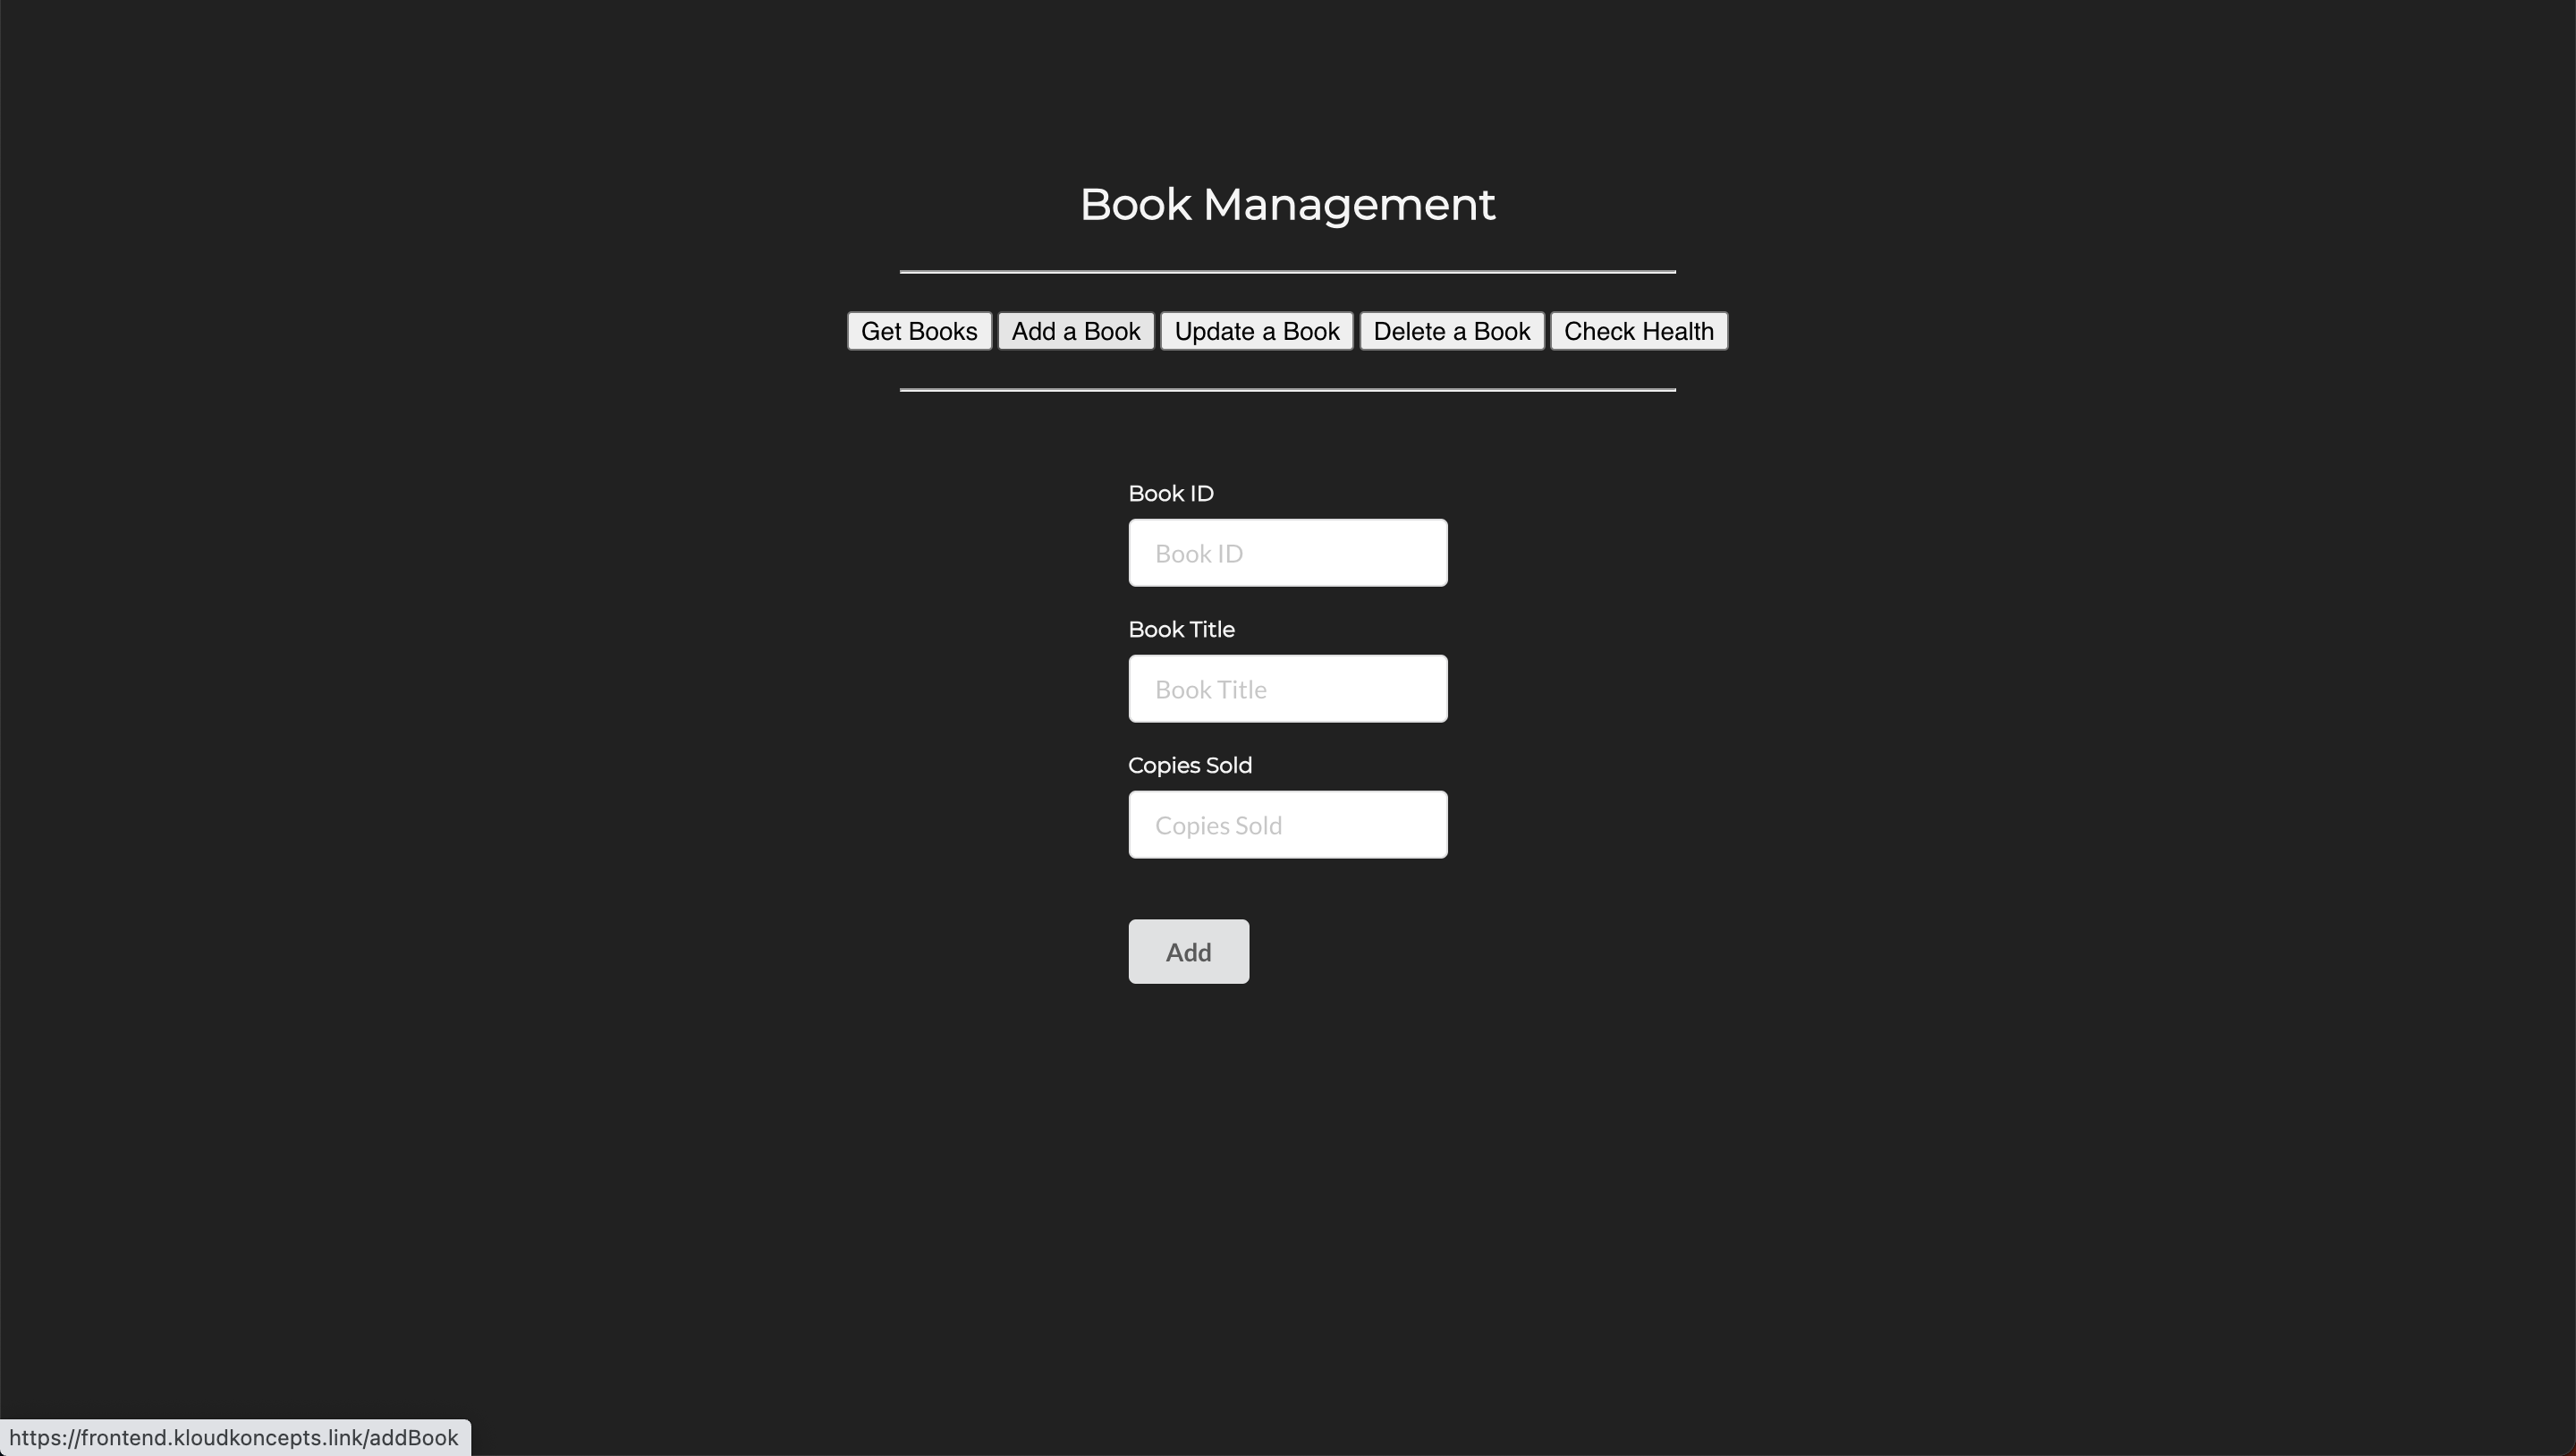 Book Management
Get Books Add a Book Update a Book Delete a Book Check Health
Book ID
Book ID
Book Title
Book Title
Copies Sold
Copies Sold
Add
https://frontend.kloudkoncepts.link/addBook